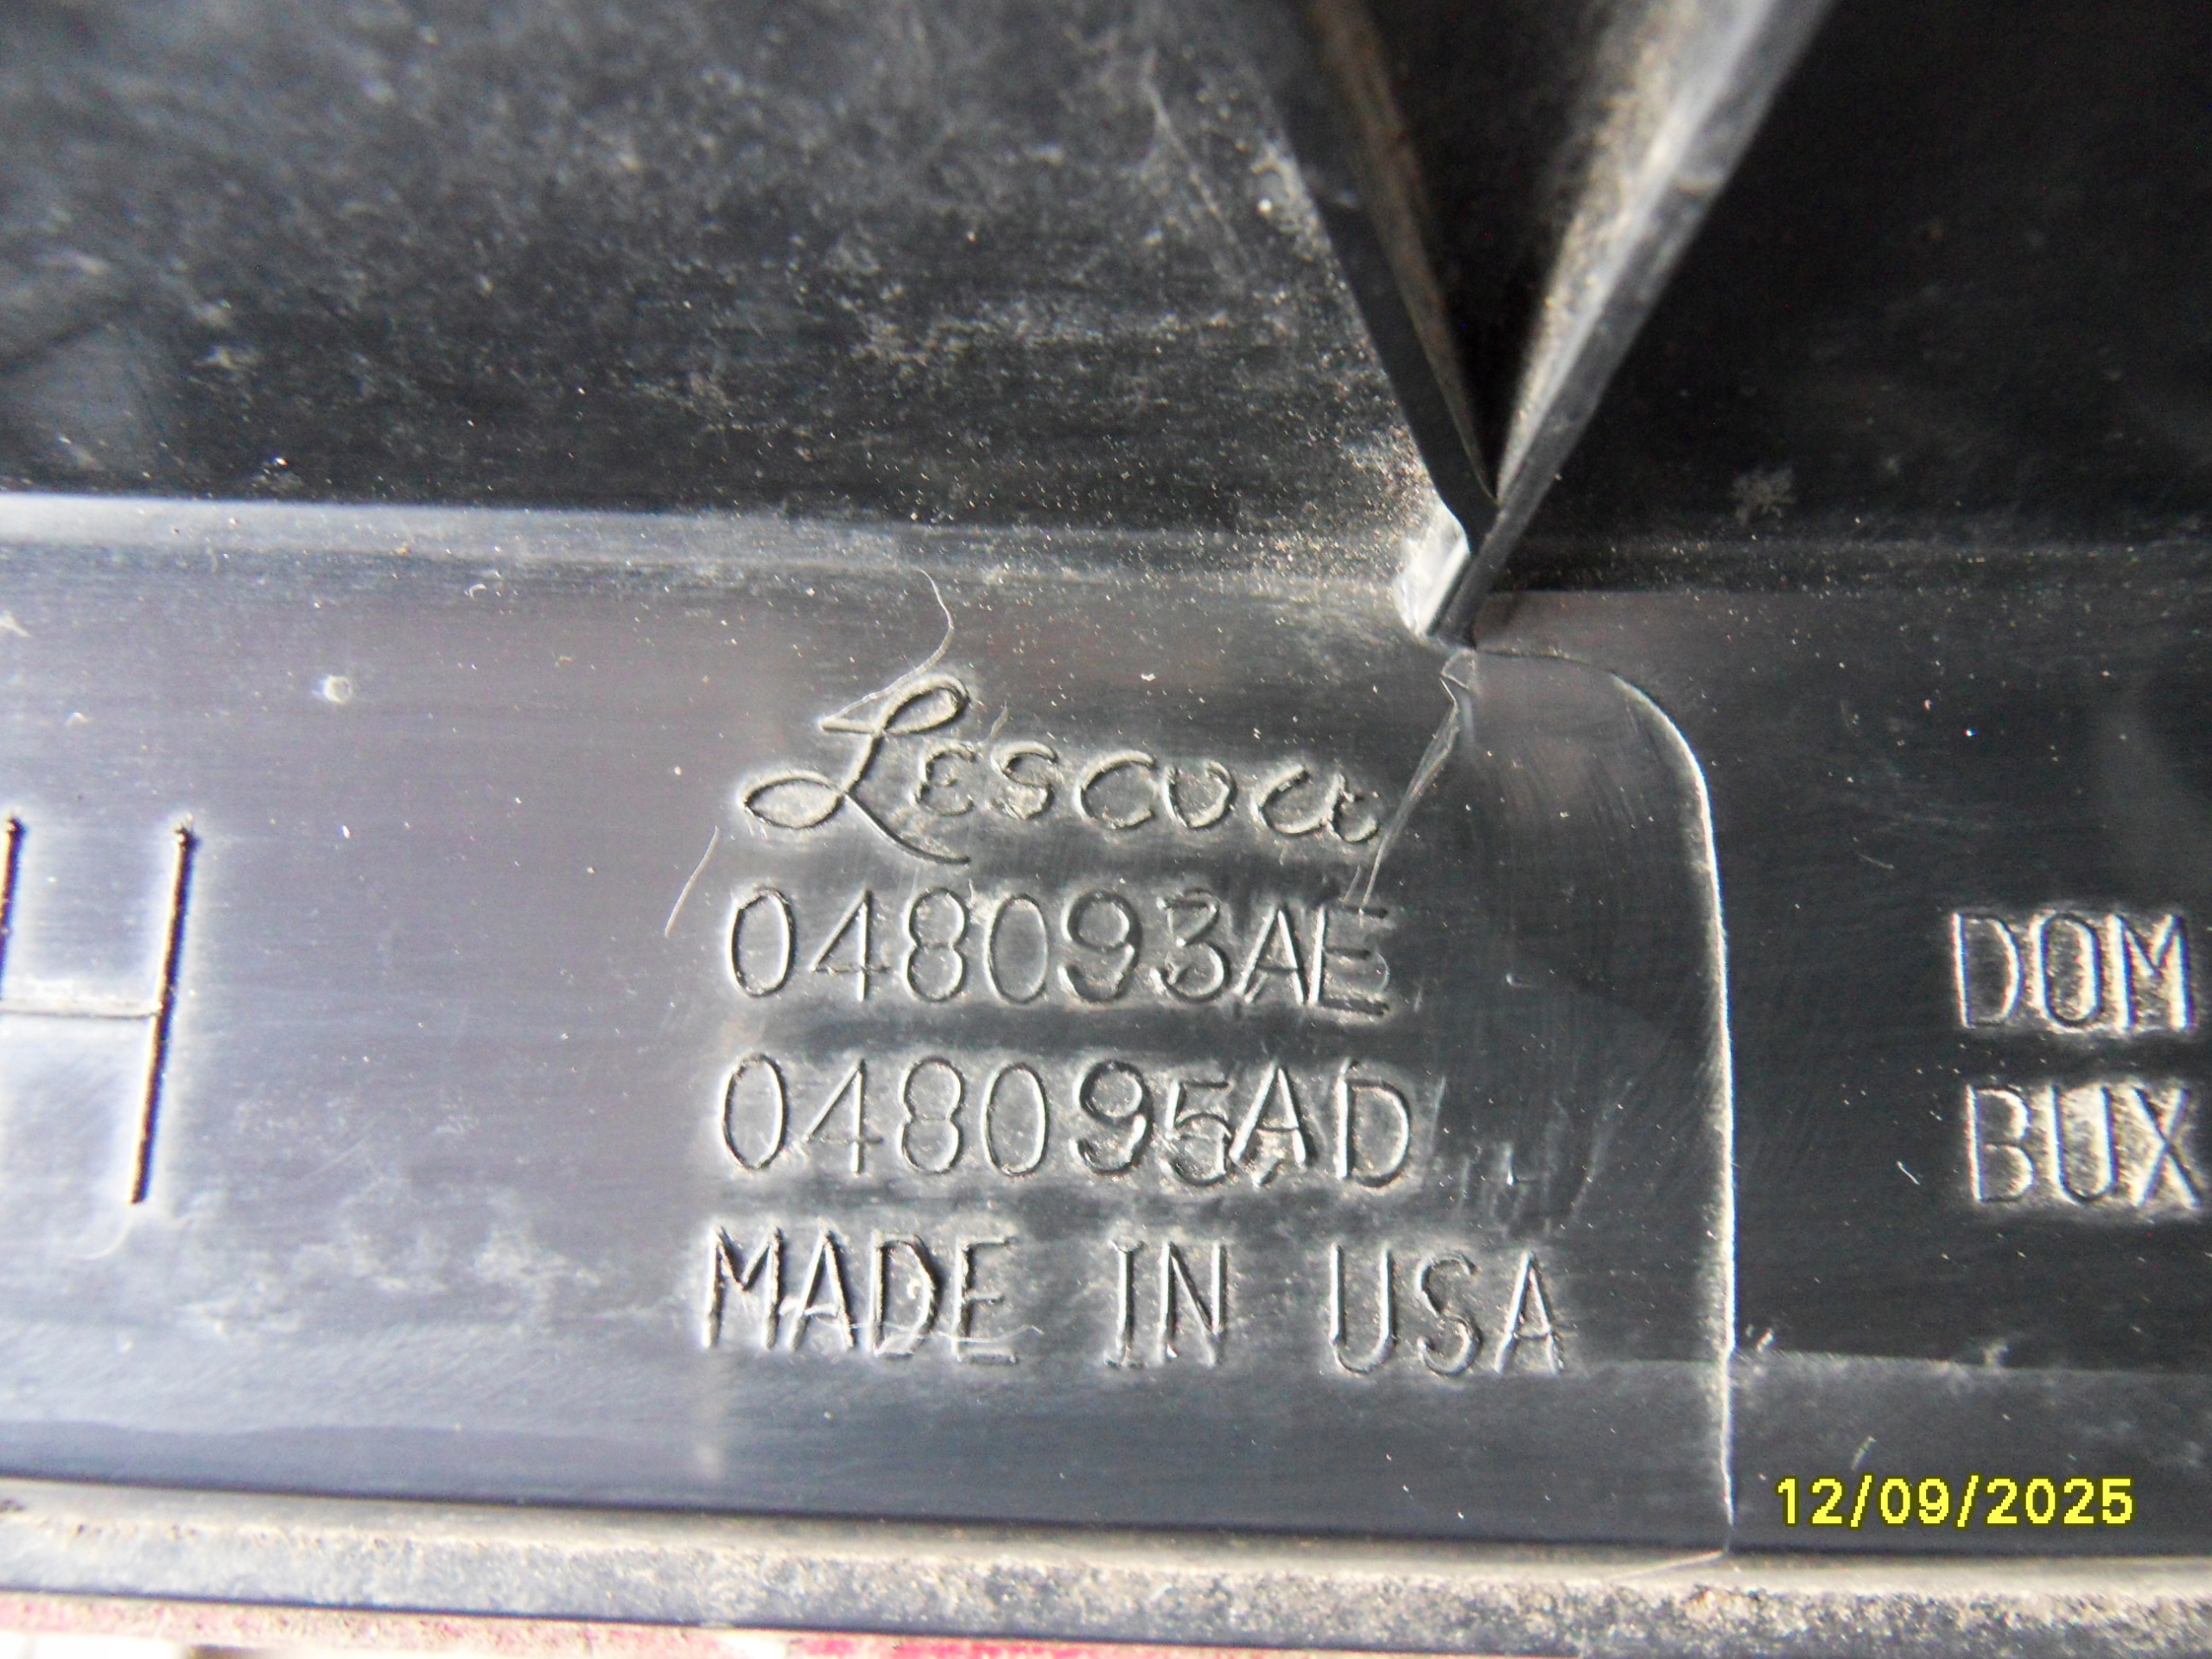 Lescoa
H
048093AE
DOM
048095AD
BUX
MADE IN USA
12/09/2025